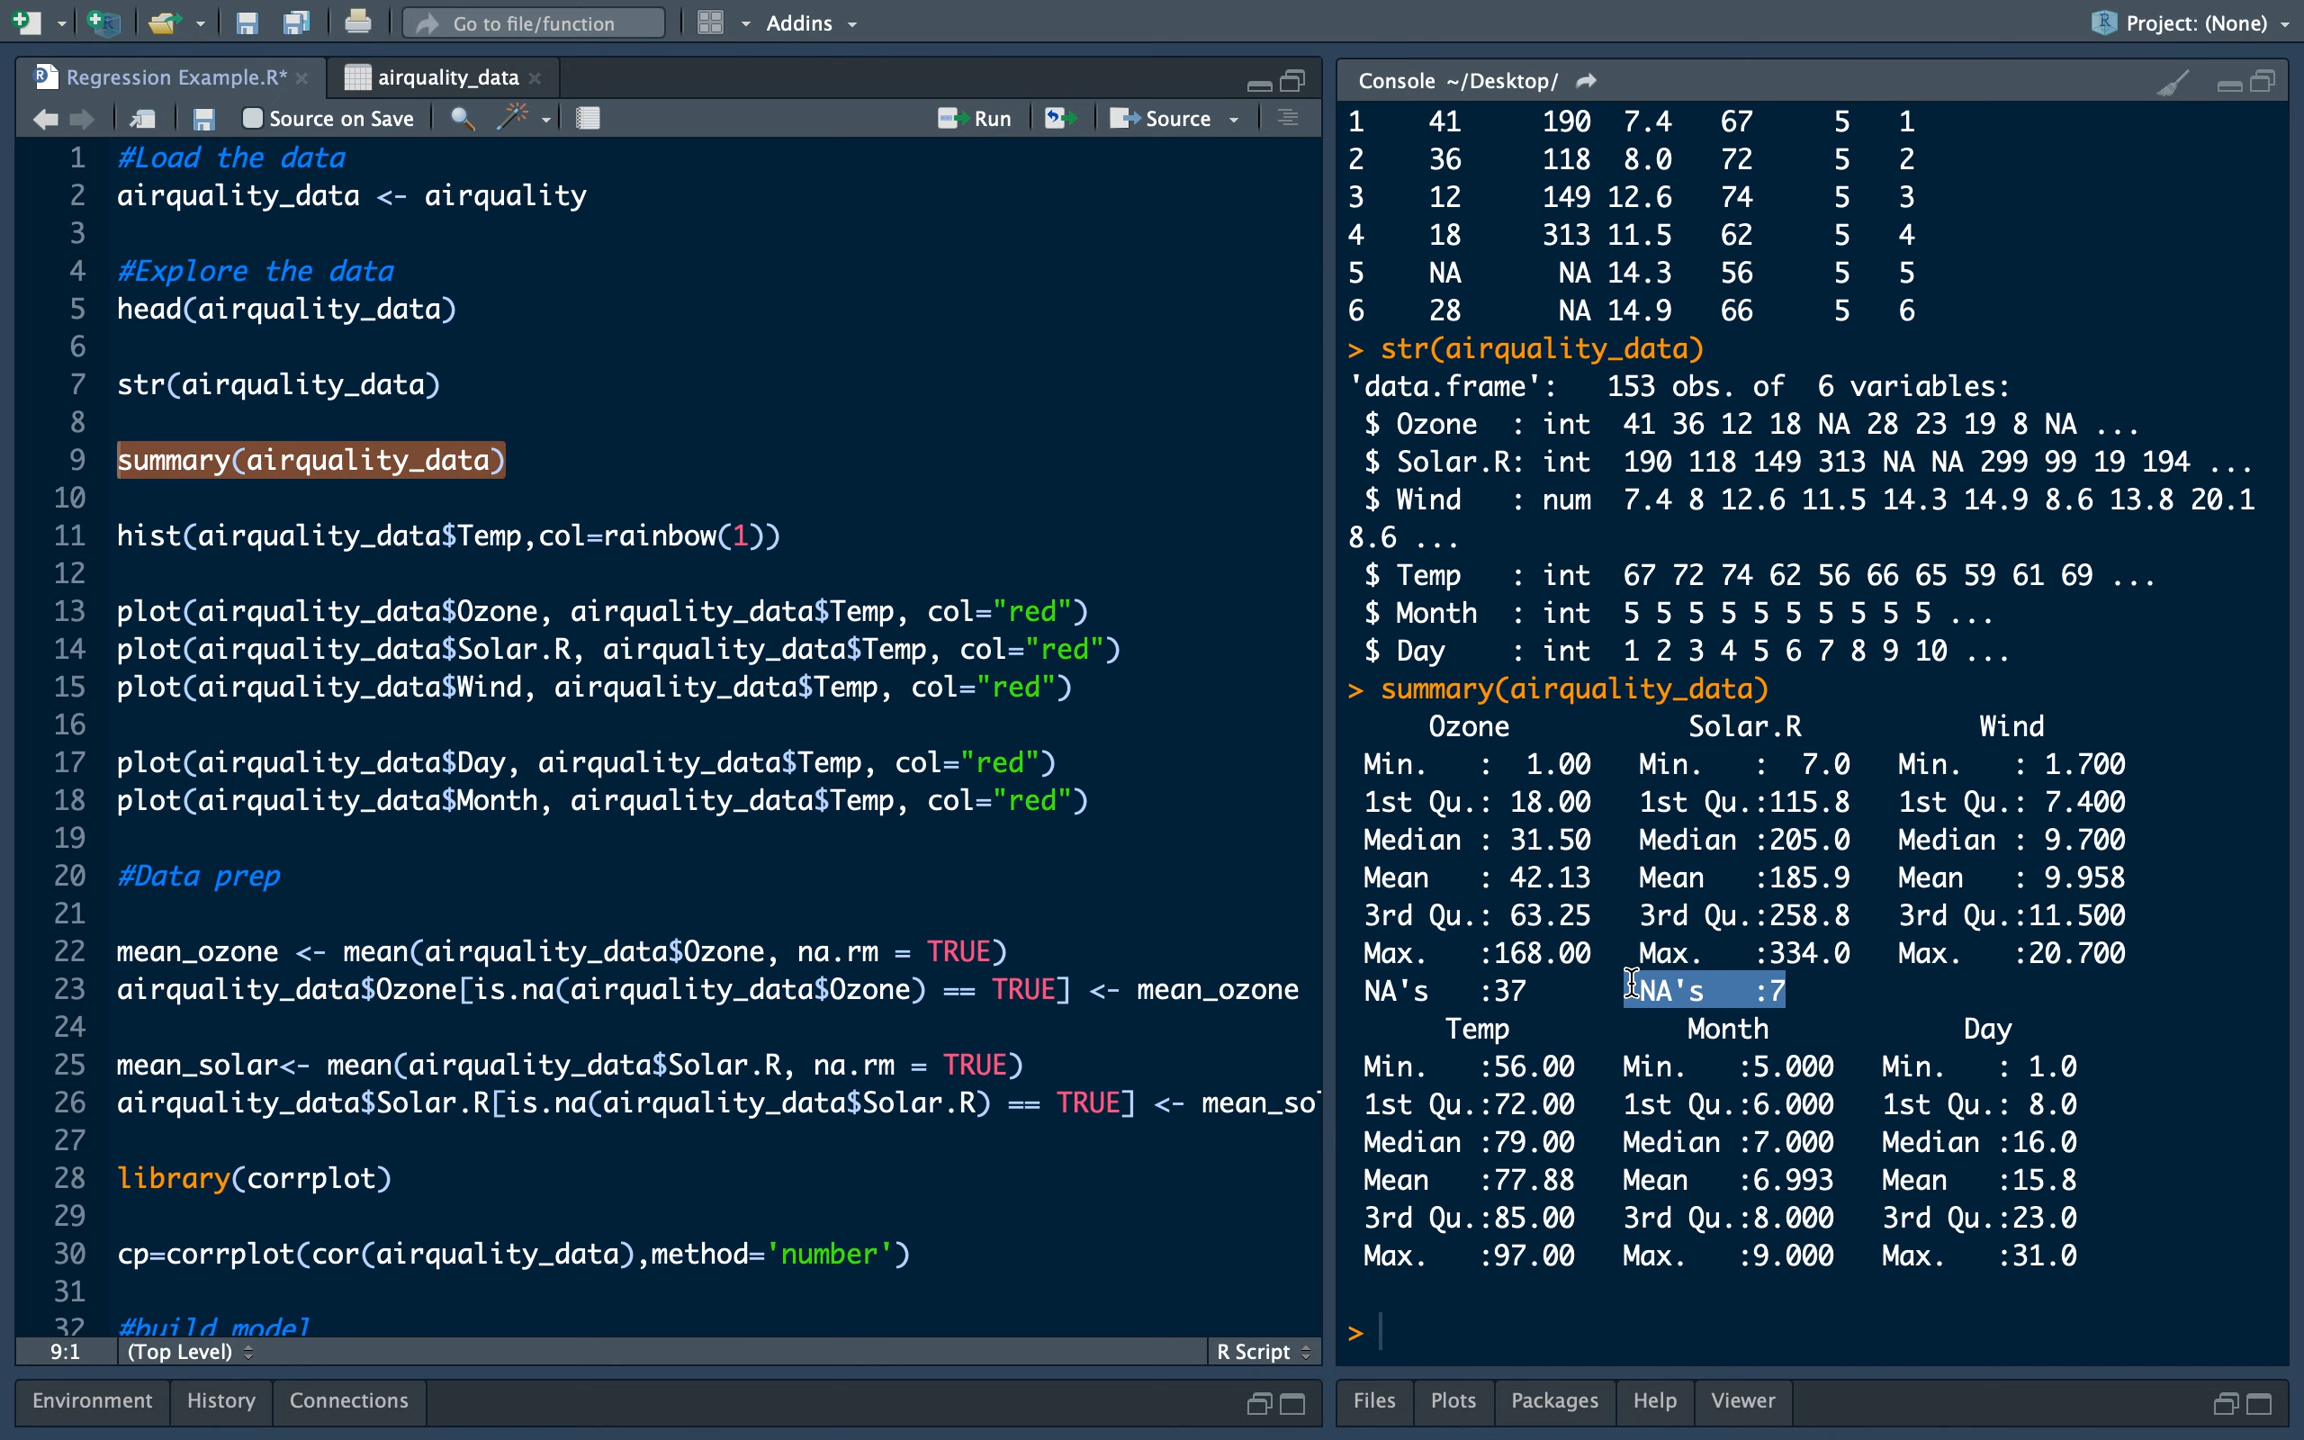 Go to file/function
Addins
Project: (None)
Regression Example.R*
airquality_data
Source on Save
Run
Source
1 #Load the data
2 airquality_data <- airquality
3
4 #Explore the data
5 head(airquality_data)
6
7 str(airquality_data)
8
9 summary(airquality_data)
10
11 hist(airquality_data$Temp,col=rainbow(1))
12
13 plot(airquality_data$Ozone, airquality_data$Temp, col="red")
14 plot(airquality_data$Solar.R, airquality_data$Temp, col="red")
15 plot(airquality_data$Wind, airquality_data$Temp, col="red")
16
17 plot(airquality_data$Day, airquality_data$Temp, col="red")
18 plot(airquality_data$Month, airquality_data$Temp, col="red")
19
20 #Data prep
21
22 mean_ozone <- mean(airquality_data$Ozone, na.rm = TRUE)
23 airquality_data$Ozone[is.na(airquality_data$Ozone) == TRUE] <- mean_ozone
24
25 mean_solar<- mean(airquality_data$Solar.R, na.rm = TRUE)
26 airquality_data$Solar.R[is.na(airquality_data$Solar.R) == TRUE] <- mean_so
27
28 library(corrplot)
29
30 cp=corrplot(cor(airquality_data),method='number')
31
32 #build model
9:1 (Top Level) R Script
Environment History Connections
Console ~/Desktop/
1 41 190 7.4 67 5 1
2 36 118 8.0 72 5 2
3 12 149 12.6 74 5 3
4 18 313 11.5 62 5 4
5 NA NA 14.3 56 5 5
6 28 NA 14.9 66 5 6
> str(airquality_data)
'data.frame': 153 obs. of 6 variables:
$ Ozone : int 41 36 12 18 NA 28 23 19 8 NA ...
$ Solar.R: int 190 118 149 313 NA NA 299 99 19 194 ...
$ Wind : num 7.4 8 12.6 11.5 14.3 14.9 8.6 13.8 20.1
8.6 ...
$ Temp : int 67 72 74 62 56 66 65 59 61 69 ...
$ Month : int 5 5 5 5 5 5 5 5 5 5 ...
$ Day : int 1 2 3 4 5 6 7 8 9 10 ...
> summary(airquality_data)
Ozone Solar.R Wind
Min. : 1.00 Min. : 7.0 Min. : 1.700
1st Qu.: 18.00 1st Qu.:115.8 1st Qu.: 7.400
Median : 31.50 Median :205.0 Median : 9.700
Mean : 42.13 Mean :185.9 Mean : 9.958
3rd Qu.: 63.25 3rd Qu.:258.8 3rd Qu.:11.500
Max. :168.00 Max. :334.0 Max. :20.700
NA's :37 NA's :7
Temp Month Day
Min. :56.00 Min. :5.000 Min. : 1.0
1st Qu.:72.00 1st Qu.:6.000 1st Qu.: 8.0
Median :79.00 Median :7.000 Median :16.0
Mean :77.88 Mean :6.993 Mean :15.8
3rd Qu.:85.00 3rd Qu.:8.000 3rd Qu.:23.0
Max. :97.00 Max. :9.000 Max. :31.0
>
Files Plots Packages Help Viewer